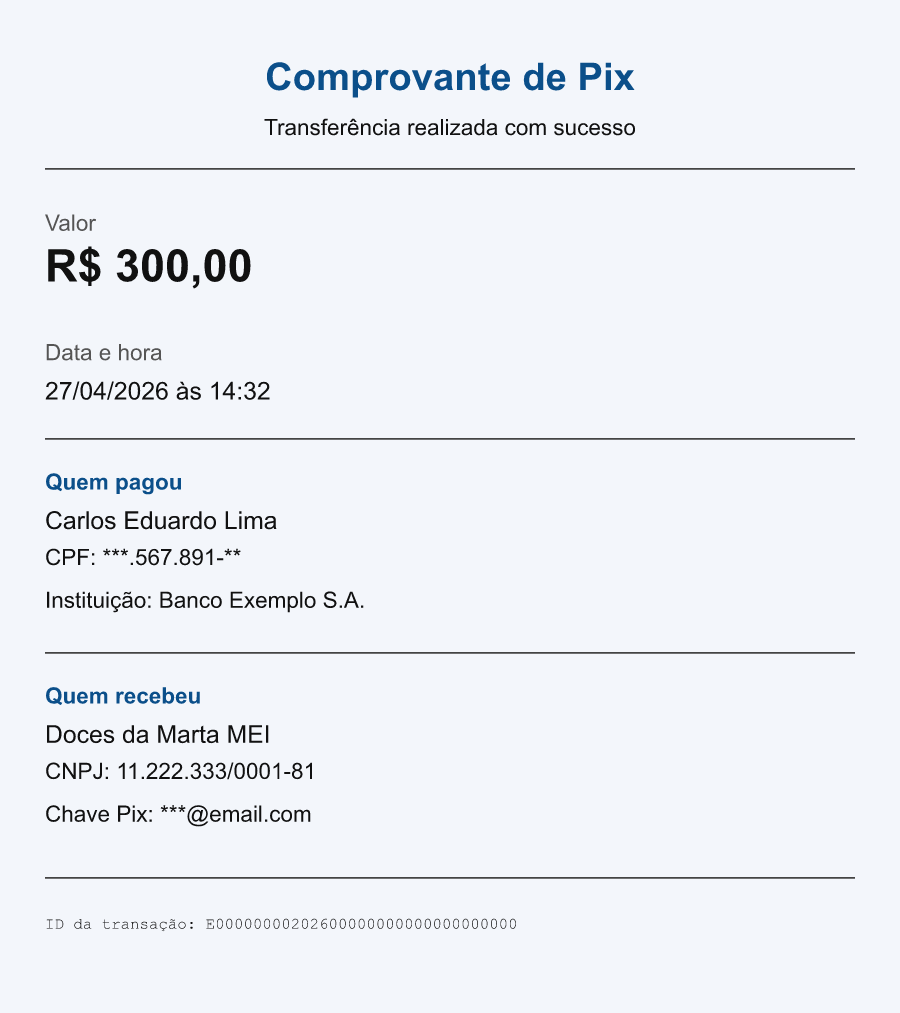 Comprovante de Pix
Transferência realizada com sucesso
Valor
R$ 300,00
Data e hora
27/04/2026 às 14:32
Quem pagou
Carlos Eduardo Lima
CPF: ***.567.891-**
Instituição: Banco Exemplo S.A.
Quem recebeu
Doces da Marta MEI
CNPJ: 11.222.333/0001-81
Chave Pix: ***@email.com
ID da transação: E0000000020260000000000000000000